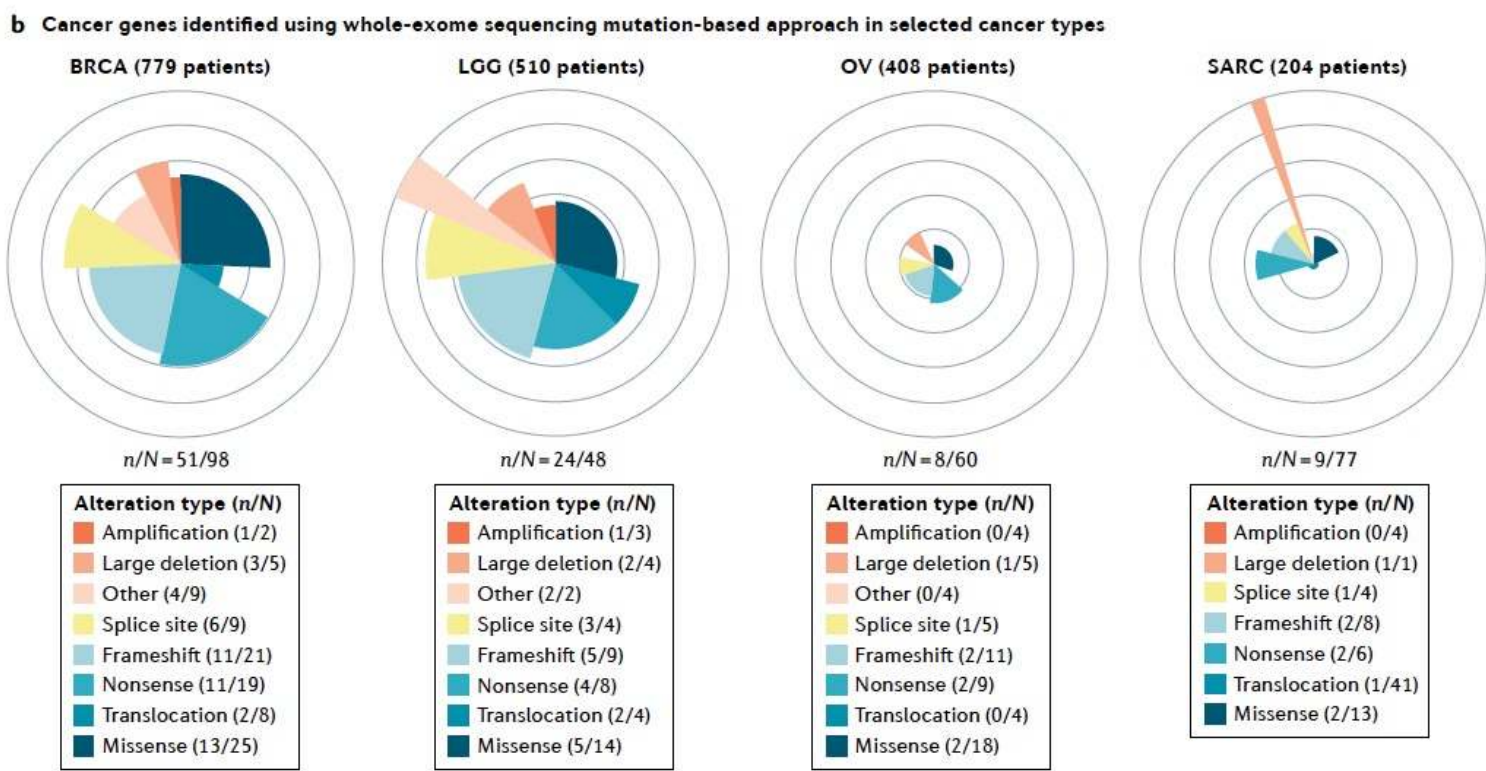 b Cancer genes identified using whole-exome sequencing mutation-based approach in selected cancer types
BRCA (779 patients)
n/N = 51/98
Alteration type (n/N)
Amplification (1/2)
Large deletion (3/5)
Other (4/9)
Splice site (6/9)
Frameshift (11/21)
Nonsense (11/19)
Translocation (2/8)
Missense (13/25)
LGG (510 patients)
n/N = 24/48
Alteration type (n/N)
Amplification (1/3)
Large deletion (2/4)
Other (2/2)
Splice site (3/4)
Frameshift (5/9)
Nonsense (4/8)
Translocation (2/4)
Missense (5/14)
OV (408 patients)
n/N = 8/60
Alteration type (n/N)
Amplification (0/4)
Large deletion (1/5)
Other (0/4)
Splice site (1/5)
Frameshift (2/11)
Nonsense (2/9)
Translocation (0/4)
Missense (2/18)
SARC (204 patients)
n/N = 9/77
Alteration type (n/N)
Amplification (0/4)
Large deletion (1/1)
Splice site (1/4)
Frameshift (2/8)
Nonsense (2/6)
Translocation (1/41)
Missense (2/13)